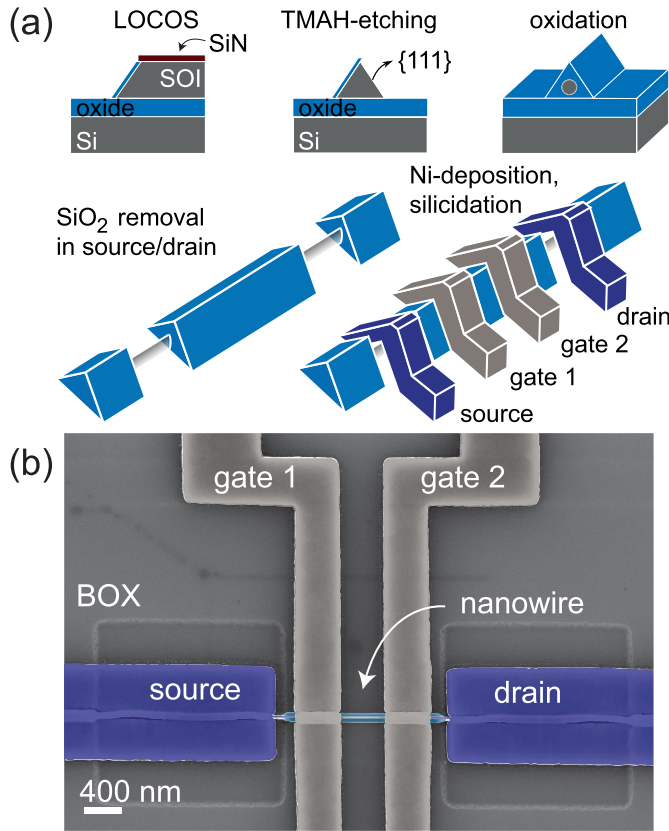 (a)
LOCOS
SiN
SOI
oxide
Si
TMAH-etching
{111}
oxide
Si
oxidation
SiO₂ removal
in source/drain
Ni-deposition,
silicidation
drain
gate 2
gate 1
source
(b)
gate 1
gate 2
BOX
nanowire
source
drain
400 nm